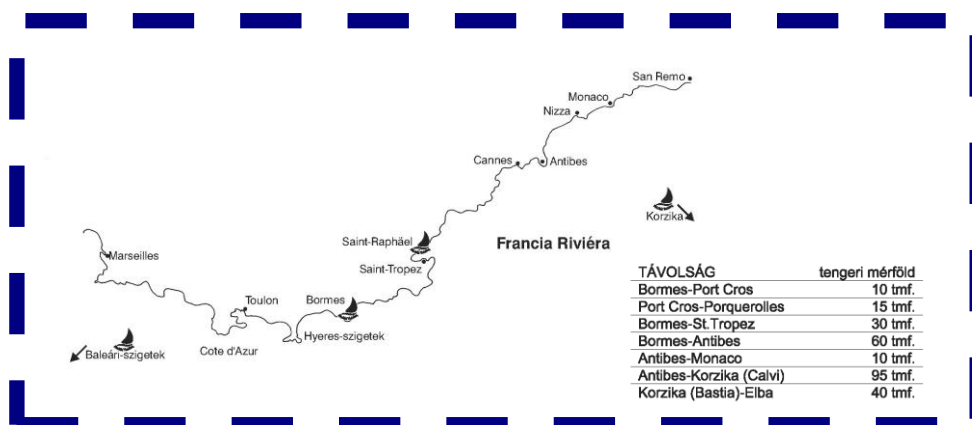 San Remo
Monaco
Nizza
Cannes
Antibes
Korzika
Saint-Raphäel
Francia Riviéra
Marseilles
Saint-Tropez
Toulon
Bormes
Hyeres-szigetek
Cote d'Azur
Baleári-szigetek
TÁVOLSÁG tengeri mérföld
Bormes-Port Cros 10 tmf.
Port Cros-Porquerolles 15 tmf.
Bormes-St.Tropez 30 tmf.
Bormes-Antibes 60 tmf.
Antibes-Monaco 10 tmf.
Antibes-Korzika (Calvi) 95 tmf.
Korzika (Bastia)-Elba 40 tmf.